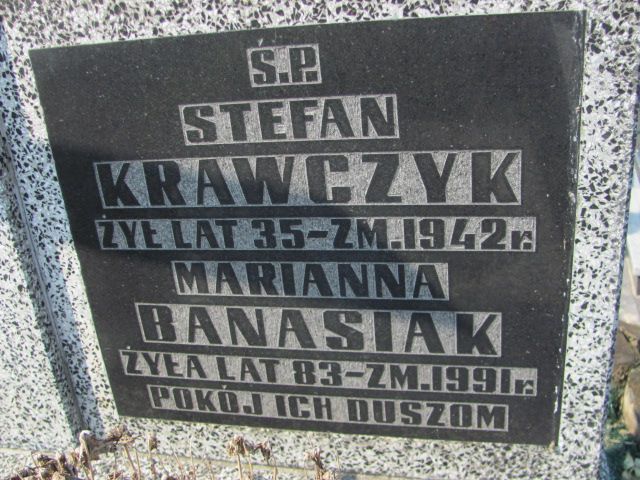 Ś.P.
STEFAN
KRAWCZYK
ŻYŁ LAT 35-ZM.1942r.
MARIANNA
BANASIAK
ŻYŁA LAT 83-ZM.1991r.
POKÓJ ICH DUSZOM